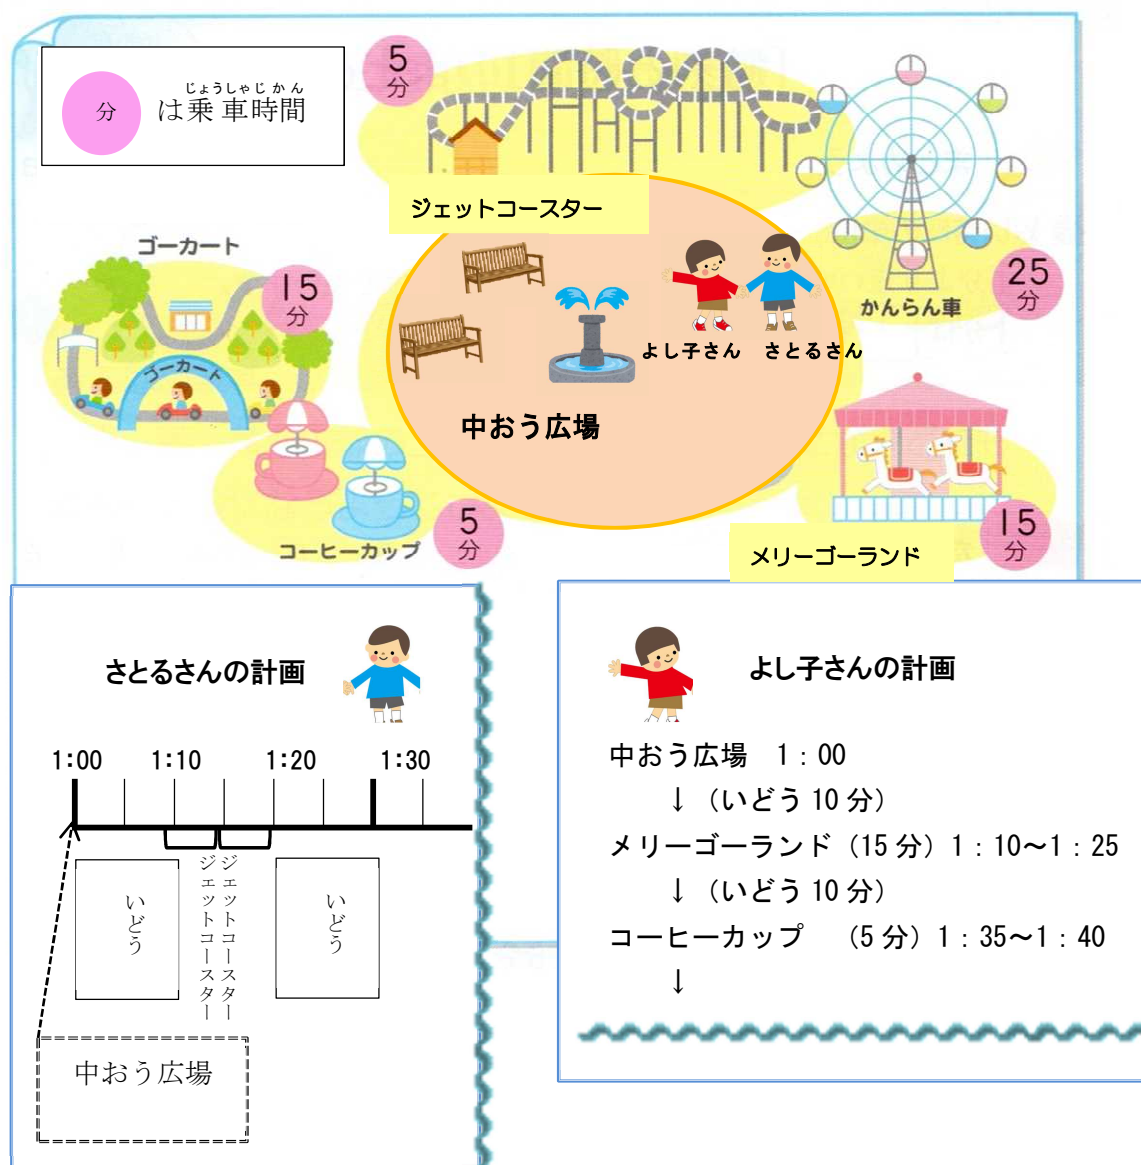 分 は乗車時間
じょうしゃじかん
5分
ジェットコースター
ゴーカート
15分
ゴーカート
25分
かんらん車
よし子さん さとるさん
中おう広場
コーヒーカップ
5分
15分
メリーゴーランド
さとるさんの計画
1:00 1:10 1:20 1:30
いどう
ジェットコースター
ジェットコースター
いどう
中おう広場
よし子さんの計画
中おう広場 1:00
↓(いどう10分)
メリーゴーランド(15分)1:10〜1:25
↓(いどう10分)
コーヒーカップ (5分)1:35〜1:40
↓